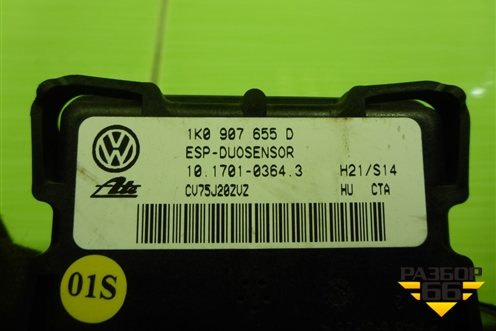 1K0 907 655 D
ESP-DUOSENSOR
10.1701-0364.3 H21/S14
CV75J20ZVZ HU CTA
Ate
01S
РАЗБОР
66